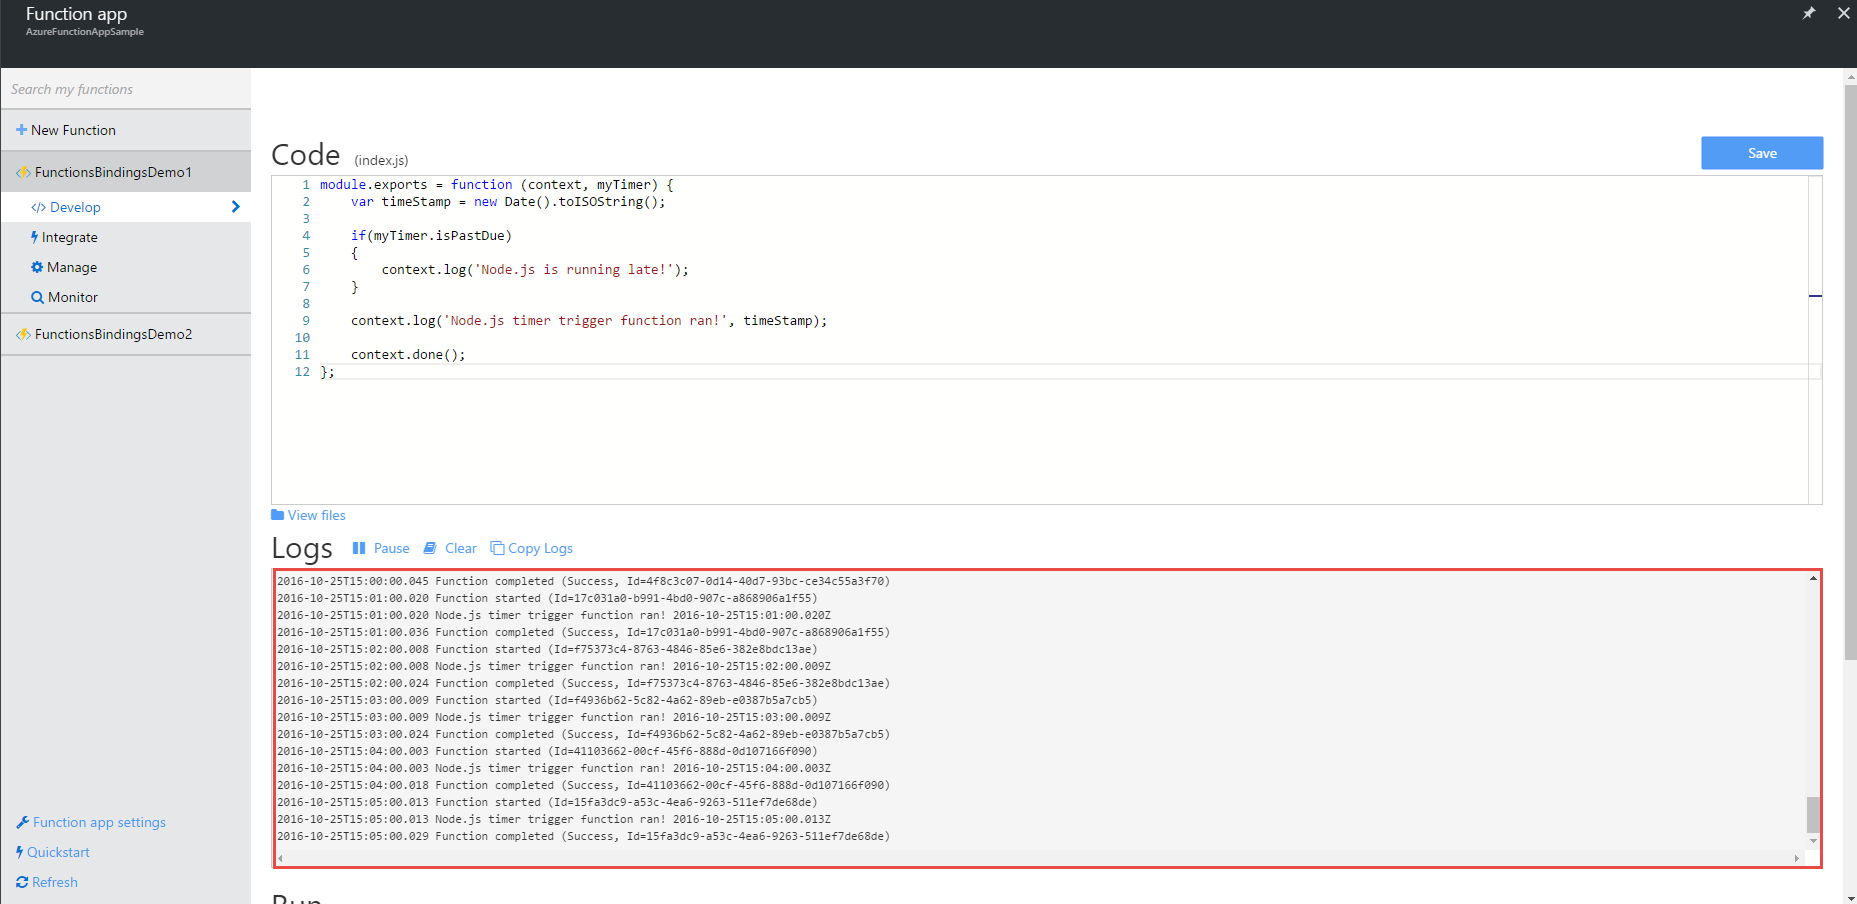 Function app
AzureFunctionAppSample
Search my functions
New Function
FunctionsBindingsDemo1
</> Develop
Integrate
Manage
Monitor
FunctionsBindingsDemo2
Function app settings
Quickstart
Refresh
Code (index.js)
Save
1 module.exports = function (context, myTimer) {
2     var timeStamp = new Date().toISOString();
3
4     if(myTimer.isPastDue)
5     {
6         context.log('Node.js is running late!');
7     }
8
9     context.log('Node.js timer trigger function ran!', timeStamp);
10
11     context.done();
12 };
View files
Logs Pause Clear Copy Logs
2016-10-25T15:00:00.045 Function completed (Success, Id=4f8c3c07-0d14-40d7-93bc-ce34c55a3f70)
2016-10-25T15:01:00.020 Function started (Id=17c031a0-b991-4bd0-907c-a868906a1f55)
2016-10-25T15:01:00.020 Node.js timer trigger function ran! 2016-10-25T15:01:00.020Z
2016-10-25T15:01:00.036 Function completed (Success, Id=17c031a0-b991-4bd0-907c-a868906a1f55)
2016-10-25T15:02:00.008 Function started (Id=f75373c4-8763-4846-85e6-382e8bdc13ae)
2016-10-25T15:02:00.008 Node.js timer trigger function ran! 2016-10-25T15:02:00.009Z
2016-10-25T15:02:00.024 Function completed (Success, Id=f75373c4-8763-4846-85e6-382e8bdc13ae)
2016-10-25T15:03:00.009 Function started (Id=f4936b62-5c82-4a62-89eb-e0387b5a7cb5)
2016-10-25T15:03:00.009 Node.js timer trigger function ran! 2016-10-25T15:03:00.009Z
2016-10-25T15:03:00.024 Function completed (Success, Id=f4936b62-5c82-4a62-89eb-e0387b5a7cb5)
2016-10-25T15:04:00.003 Function started (Id=41103662-00cf-45f6-888d-0d107166f090)
2016-10-25T15:04:00.003 Node.js timer trigger function ran! 2016-10-25T15:04:00.003Z
2016-10-25T15:04:00.018 Function completed (Success, Id=41103662-00cf-45f6-888d-0d107166f090)
2016-10-25T15:05:00.013 Function started (Id=15fa3dc9-a53c-4ea6-9263-511ef7de68de)
2016-10-25T15:05:00.013 Node.js timer trigger function ran! 2016-10-25T15:05:00.013Z
2016-10-25T15:05:00.029 Function completed (Success, Id=15fa3dc9-a53c-4ea6-9263-511ef7de68de)
Run